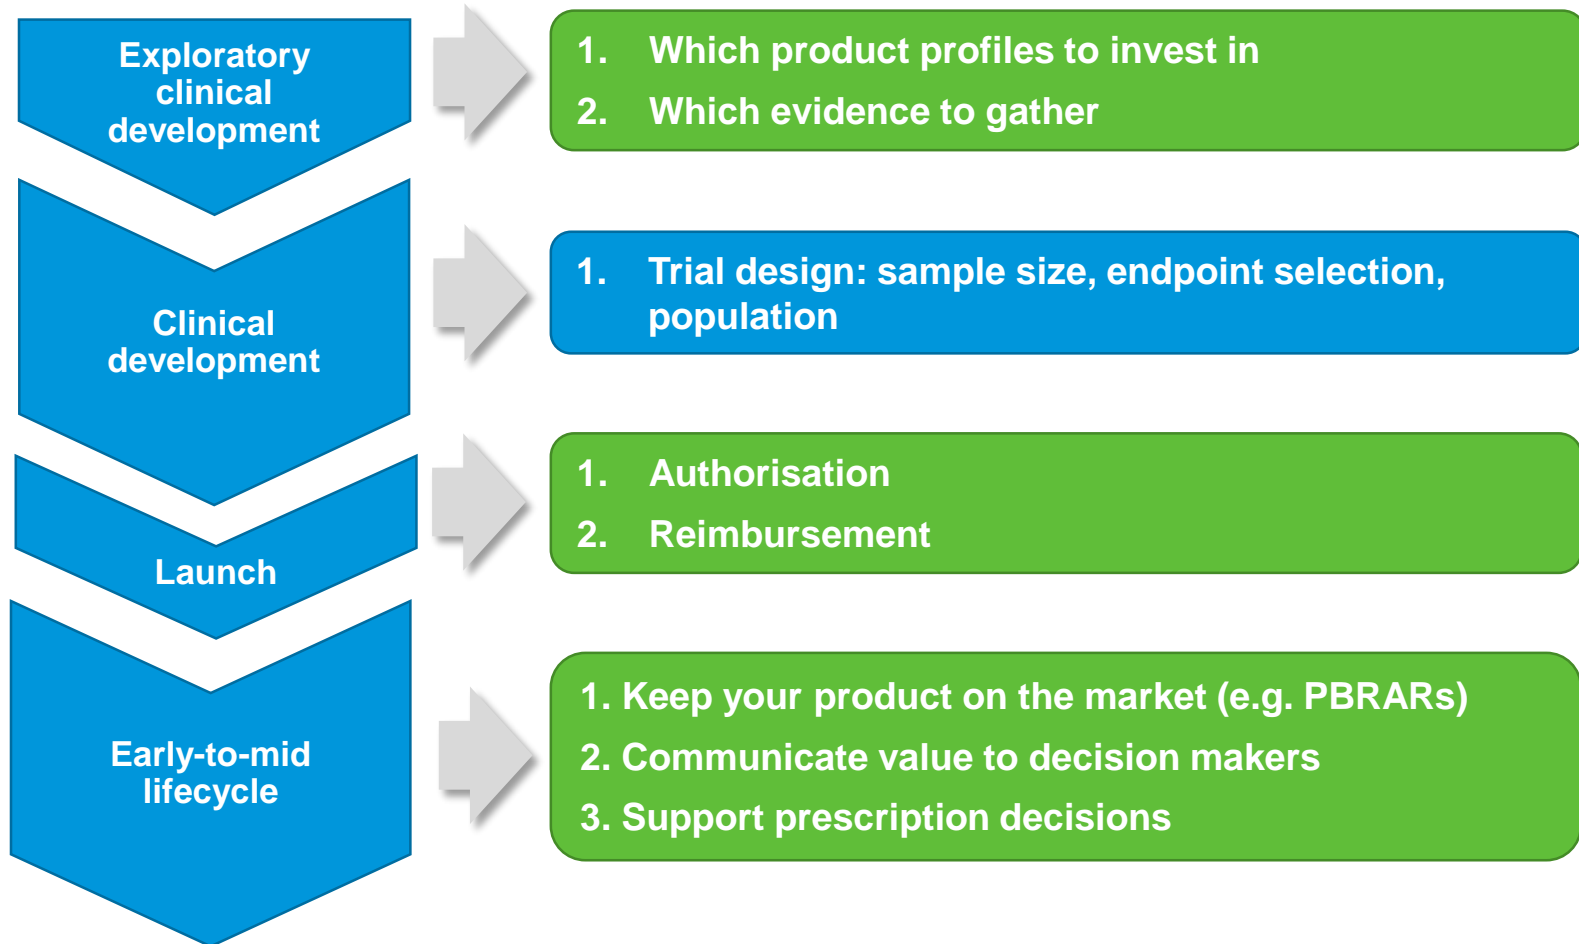 Exploratory
clinical
development
1. Which product profiles to invest in
2. Which evidence to gather
Clinical
development
1. Trial design: sample size, endpoint selection,
population
Launch
1. Authorisation
2. Reimbursement
Early-to-mid
lifecycle
1. Keep your product on the market (e.g. PBRARs)
2. Communicate value to decision makers
3. Support prescription decisions